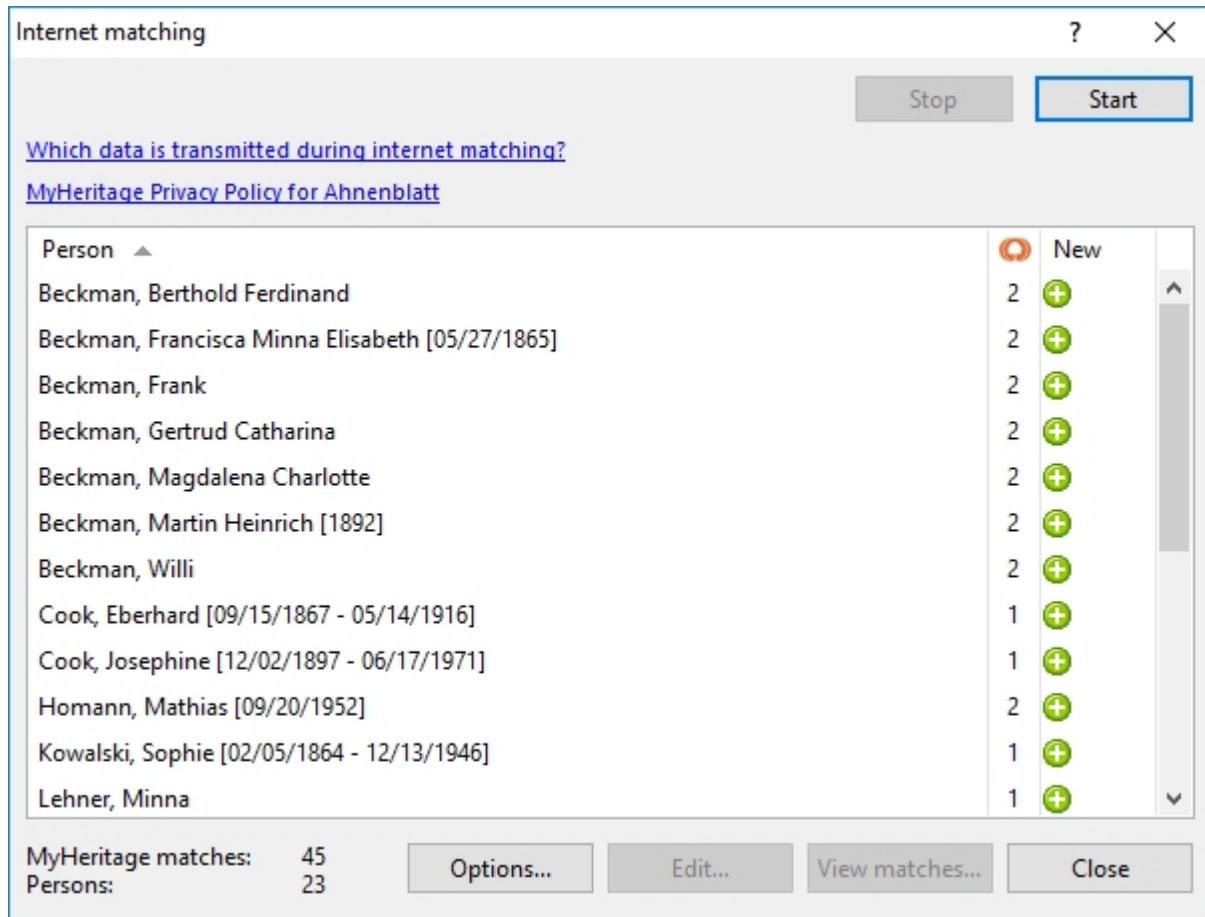 Internet matching ?
Stop Start
Which data is transmitted during internet matching?
MyHeritage Privacy Policy for Ahnenblatt
Person New
Beckman, Berthold Ferdinand 2
Beckman, Francisca Minna Elisabeth [05/27/1865] 2
Beckman, Frank 2
Beckman, Gertrud Catharina 2
Beckman, Magdalena Charlotte 2
Beckman, Martin Heinrich [1892] 2
Beckman, Willi 2
Cook, Eberhard [09/15/1867 - 05/14/1916] 1
Cook, Josephine [12/02/1897 - 06/17/1971] 1
Homann, Mathias [09/20/1952] 2
Kowalski, Sophie [02/05/1864 - 12/13/1946] 1
Lehner, Minna 1
MyHeritage matches: 45
Persons: 23
Options... Edit... View matches... Close